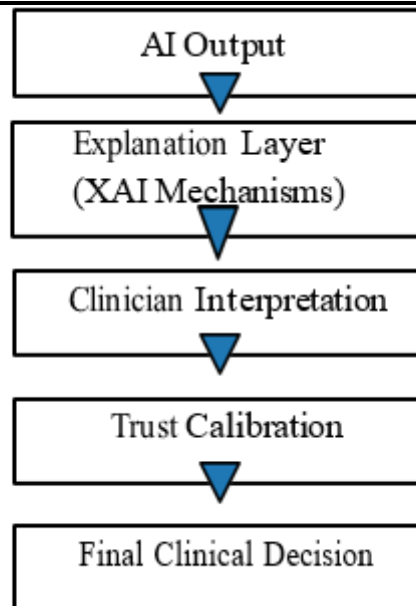 AI Output
Explanation Layer
(XAI Mechanisms)
Clinician Interpretation
Trust Calibration
Final Clinical Decision